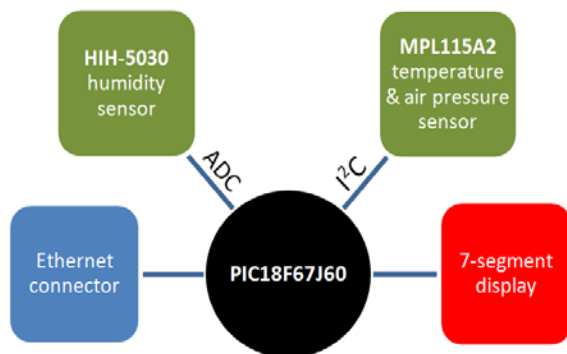 HIH-5030
humidity
sensor
MPL115A2
temperature
& air pressure
sensor
ADC
I²C
Ethernet
connector
PIC18F67J60
7-segment
display